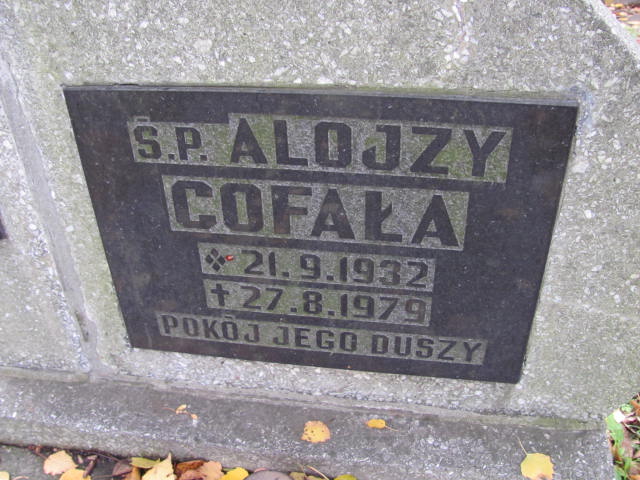 Ś.P. ALOJZY
COFAŁA
21.9.1932
✝ 27.8.1979
POKÓJ JEGO DUSZY